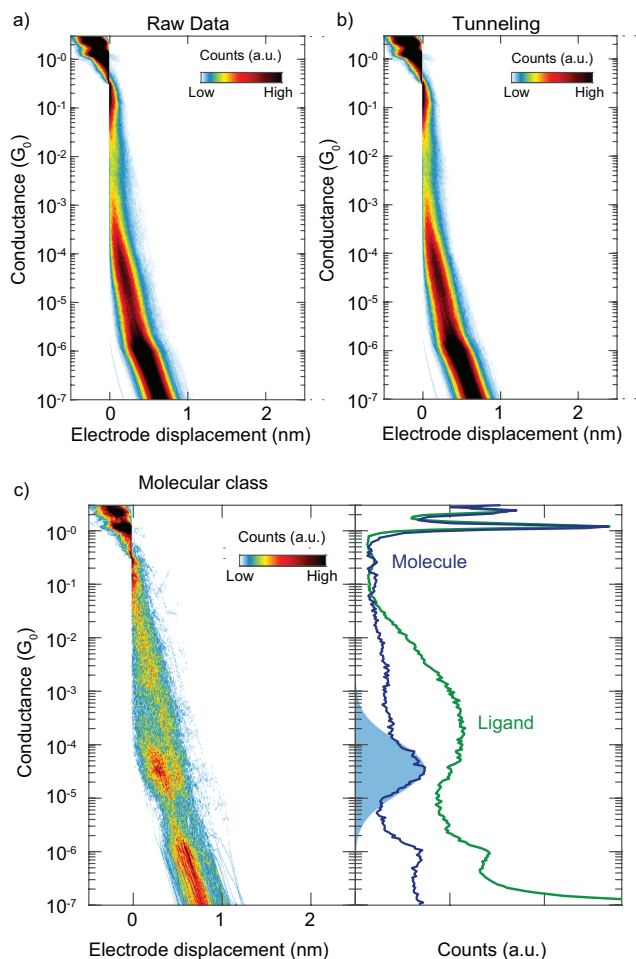 a)
Raw Data
Counts (a.u.)
Low
High
Conductance (G₀)
10⁻⁰
10⁻¹
10⁻²
10⁻³
10⁻⁴
10⁻⁵
10⁻⁶
10⁻⁷
0
1
2
Electrode displacement (nm)
b)
Tunneling
Counts (a.u.)
Low
High
Conductance (G₀)
10⁻⁰
10⁻¹
10⁻²
10⁻³
10⁻⁴
10⁻⁵
10⁻⁶
10⁻⁷
0
1
2
Electrode displacement (nm)
c)
Molecular class
Counts (a.u.)
Low
High
Conductance (G₀)
10⁻⁰
10⁻¹
10⁻²
10⁻³
10⁻⁴
10⁻⁵
10⁻⁶
10⁻⁷
0
1
2
Electrode displacement (nm)
Molecule
Ligand
Counts (a.u.)